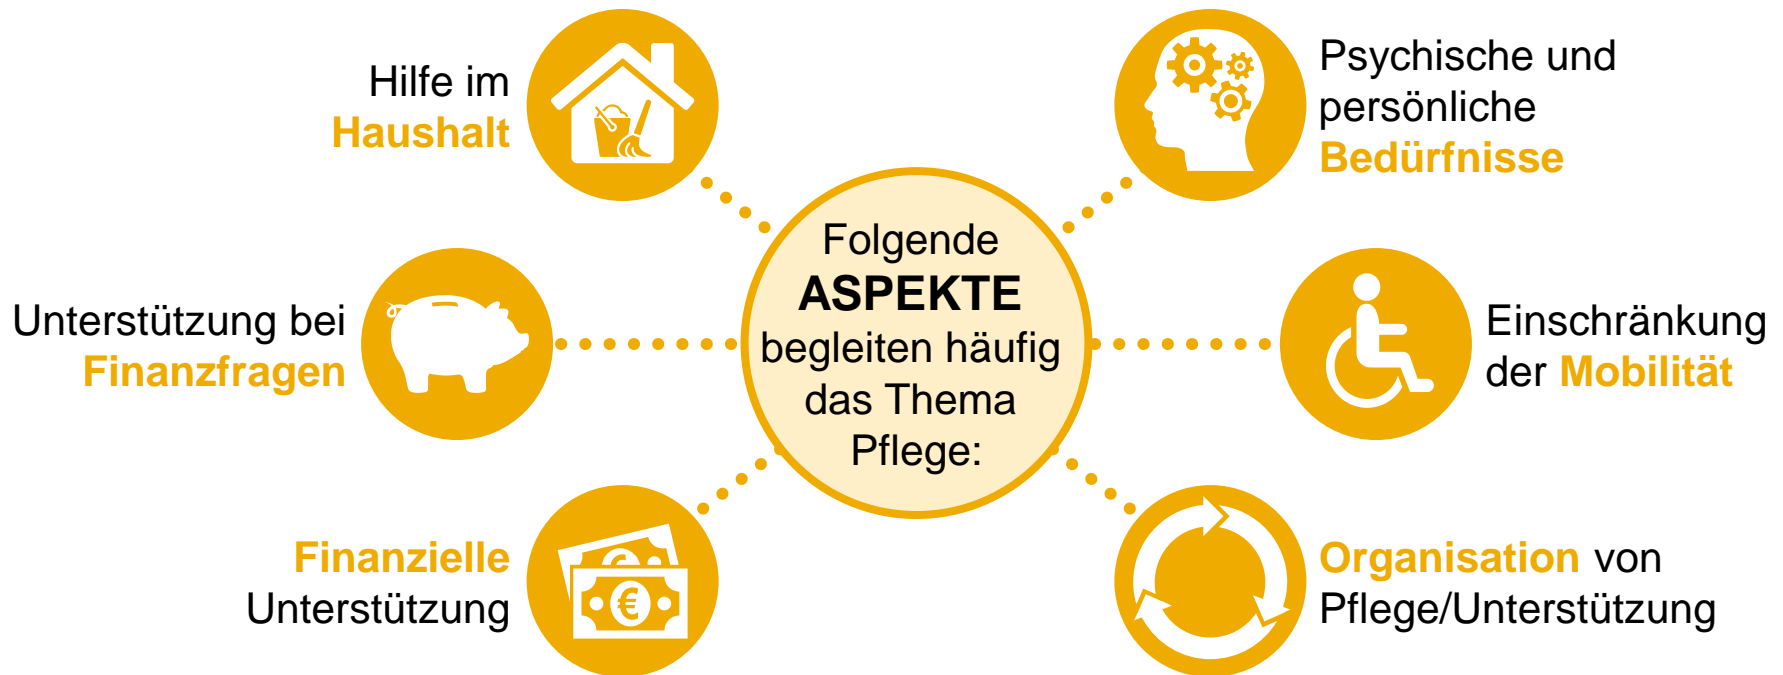 Hilfe im
Haushalt
Psychische und
persönliche
Bedürfnisse
Folgende
ASPEKTE
begleiten häufig
das Thema
Pflege:
Unterstützung bei
Finanzfragen
Einschränkung
der Mobilität
Finanzielle
Unterstützung
Organisation von
Pflege/Unterstützung